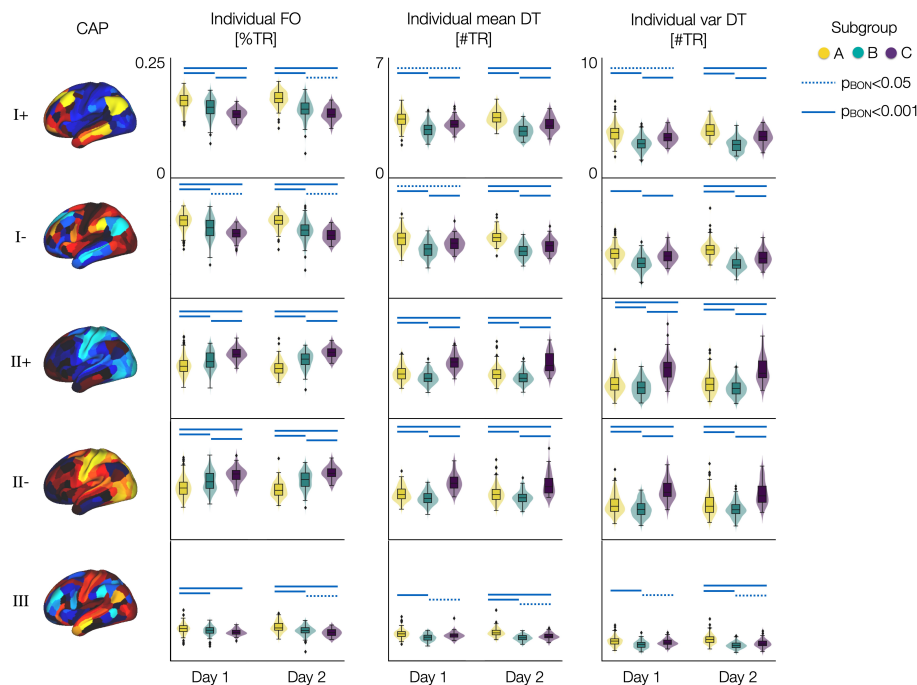 CAP
Individual FO
[%TR]
Individual mean DT
[#TR]
Individual var DT
[#TR]
Subgroup
A B C
pBON<0.05
pBON<0.001
0.25
7
10
I+
0
0
0
I-
II+
II-
III
Day 1 Day 2 Day 1 Day 2 Day 1 Day 2